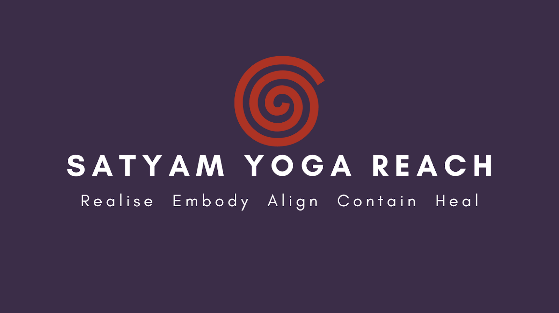 SATYAM YOGA REACH
Realise Embody Align Contain Heal